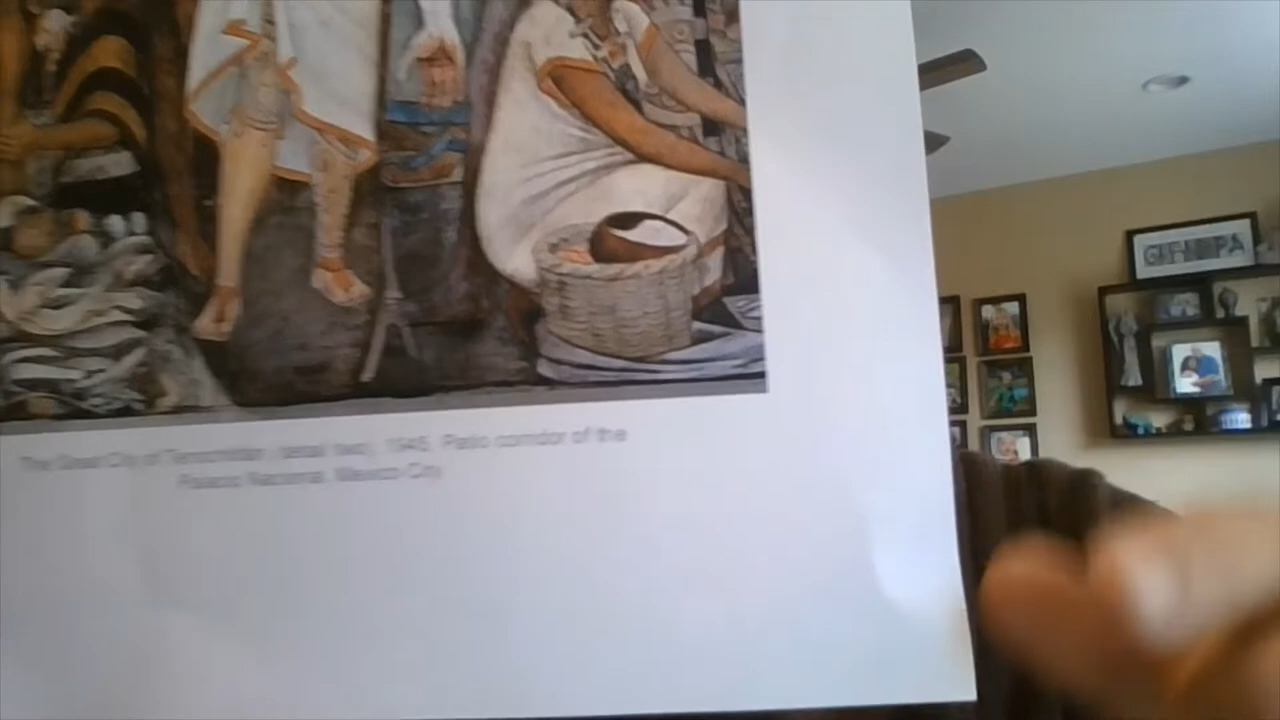 The Great City of Tenochtitlan, detail two), 1945. Patio corridor of the
Palacio Nacional, Mexico City